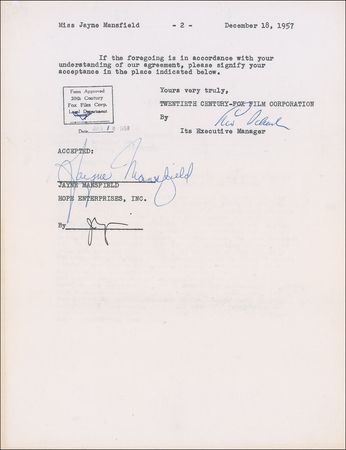 Miss Jayne Mansfield - 2 - December 18, 1957
If the foregoing is in accordance with your
understanding of our agreement, please signify your
acceptance in the place indicated below.
Yours very truly,
Form Approved
20th Century
Fox Film Corp.
Legal Department
TWENTIETH CENTURY-FOX FILM CORPORATION
By
Its Executive Manager
ACCEPTED:
Jayne Mansfield
JAYNE MANSFIELD
HOPE ENTERPRISES, INC.
By